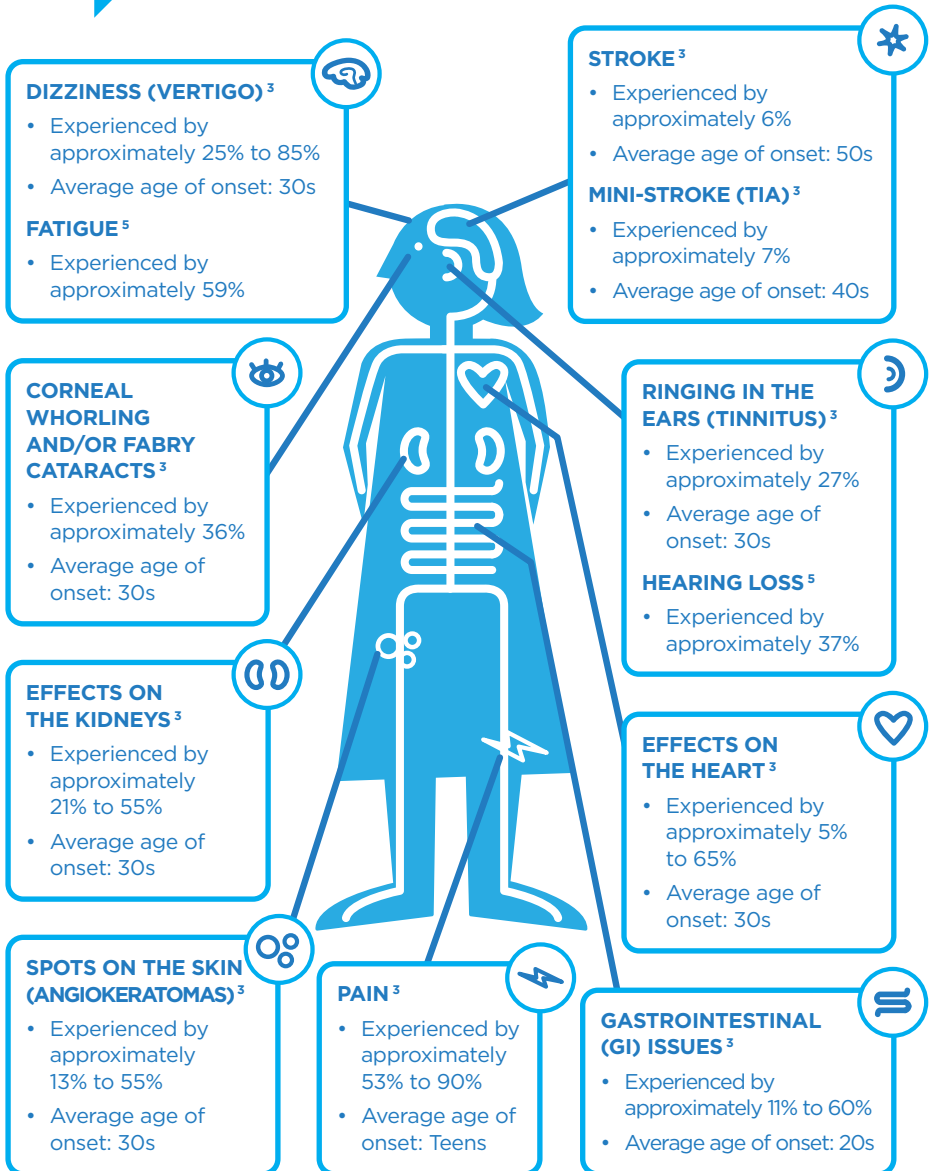 DIZZINESS (VERTIGO) 3
• Experienced by
approximately 25% to 85%
• Average age of onset: 30s
FATIGUE 5
• Experienced by
approximately 59%
STROKE 3
• Experienced by
approximately 6%
• Average age of onset: 50s
MINI-STROKE (TIA) 3
• Experienced by
approximately 7%
• Average age of onset: 40s
CORNEAL
WHORLING
AND/OR FABRY
CATARACTS 3
• Experienced by
approximately 36%
• Average age of
onset: 30s
RINGING IN THE
EARS (TINNITUS) 3
• Experienced by
approximately 27%
• Average age of
onset: 30s
HEARING LOSS 5
• Experienced by
approximately 37%
EFFECTS ON
THE KIDNEYS 3
• Experienced by
approximately
21% to 55%
• Average age of
onset: 30s
EFFECTS ON
THE HEART 3
• Experienced by
approximately 5%
to 65%
• Average age of
onset: 30s
SPOTS ON THE SKIN
(ANGIOKERATOMAS) 3
• Experienced by
approximately
13% to 55%
• Average age of
onset: 30s
PAIN 3
• Experienced by
approximately
53% to 90%
• Average age of
onset: Teens
GASTROINTESTINAL
(GI) ISSUES 3
• Experienced by
approximately 11% to 60%
• Average age of onset: 20s